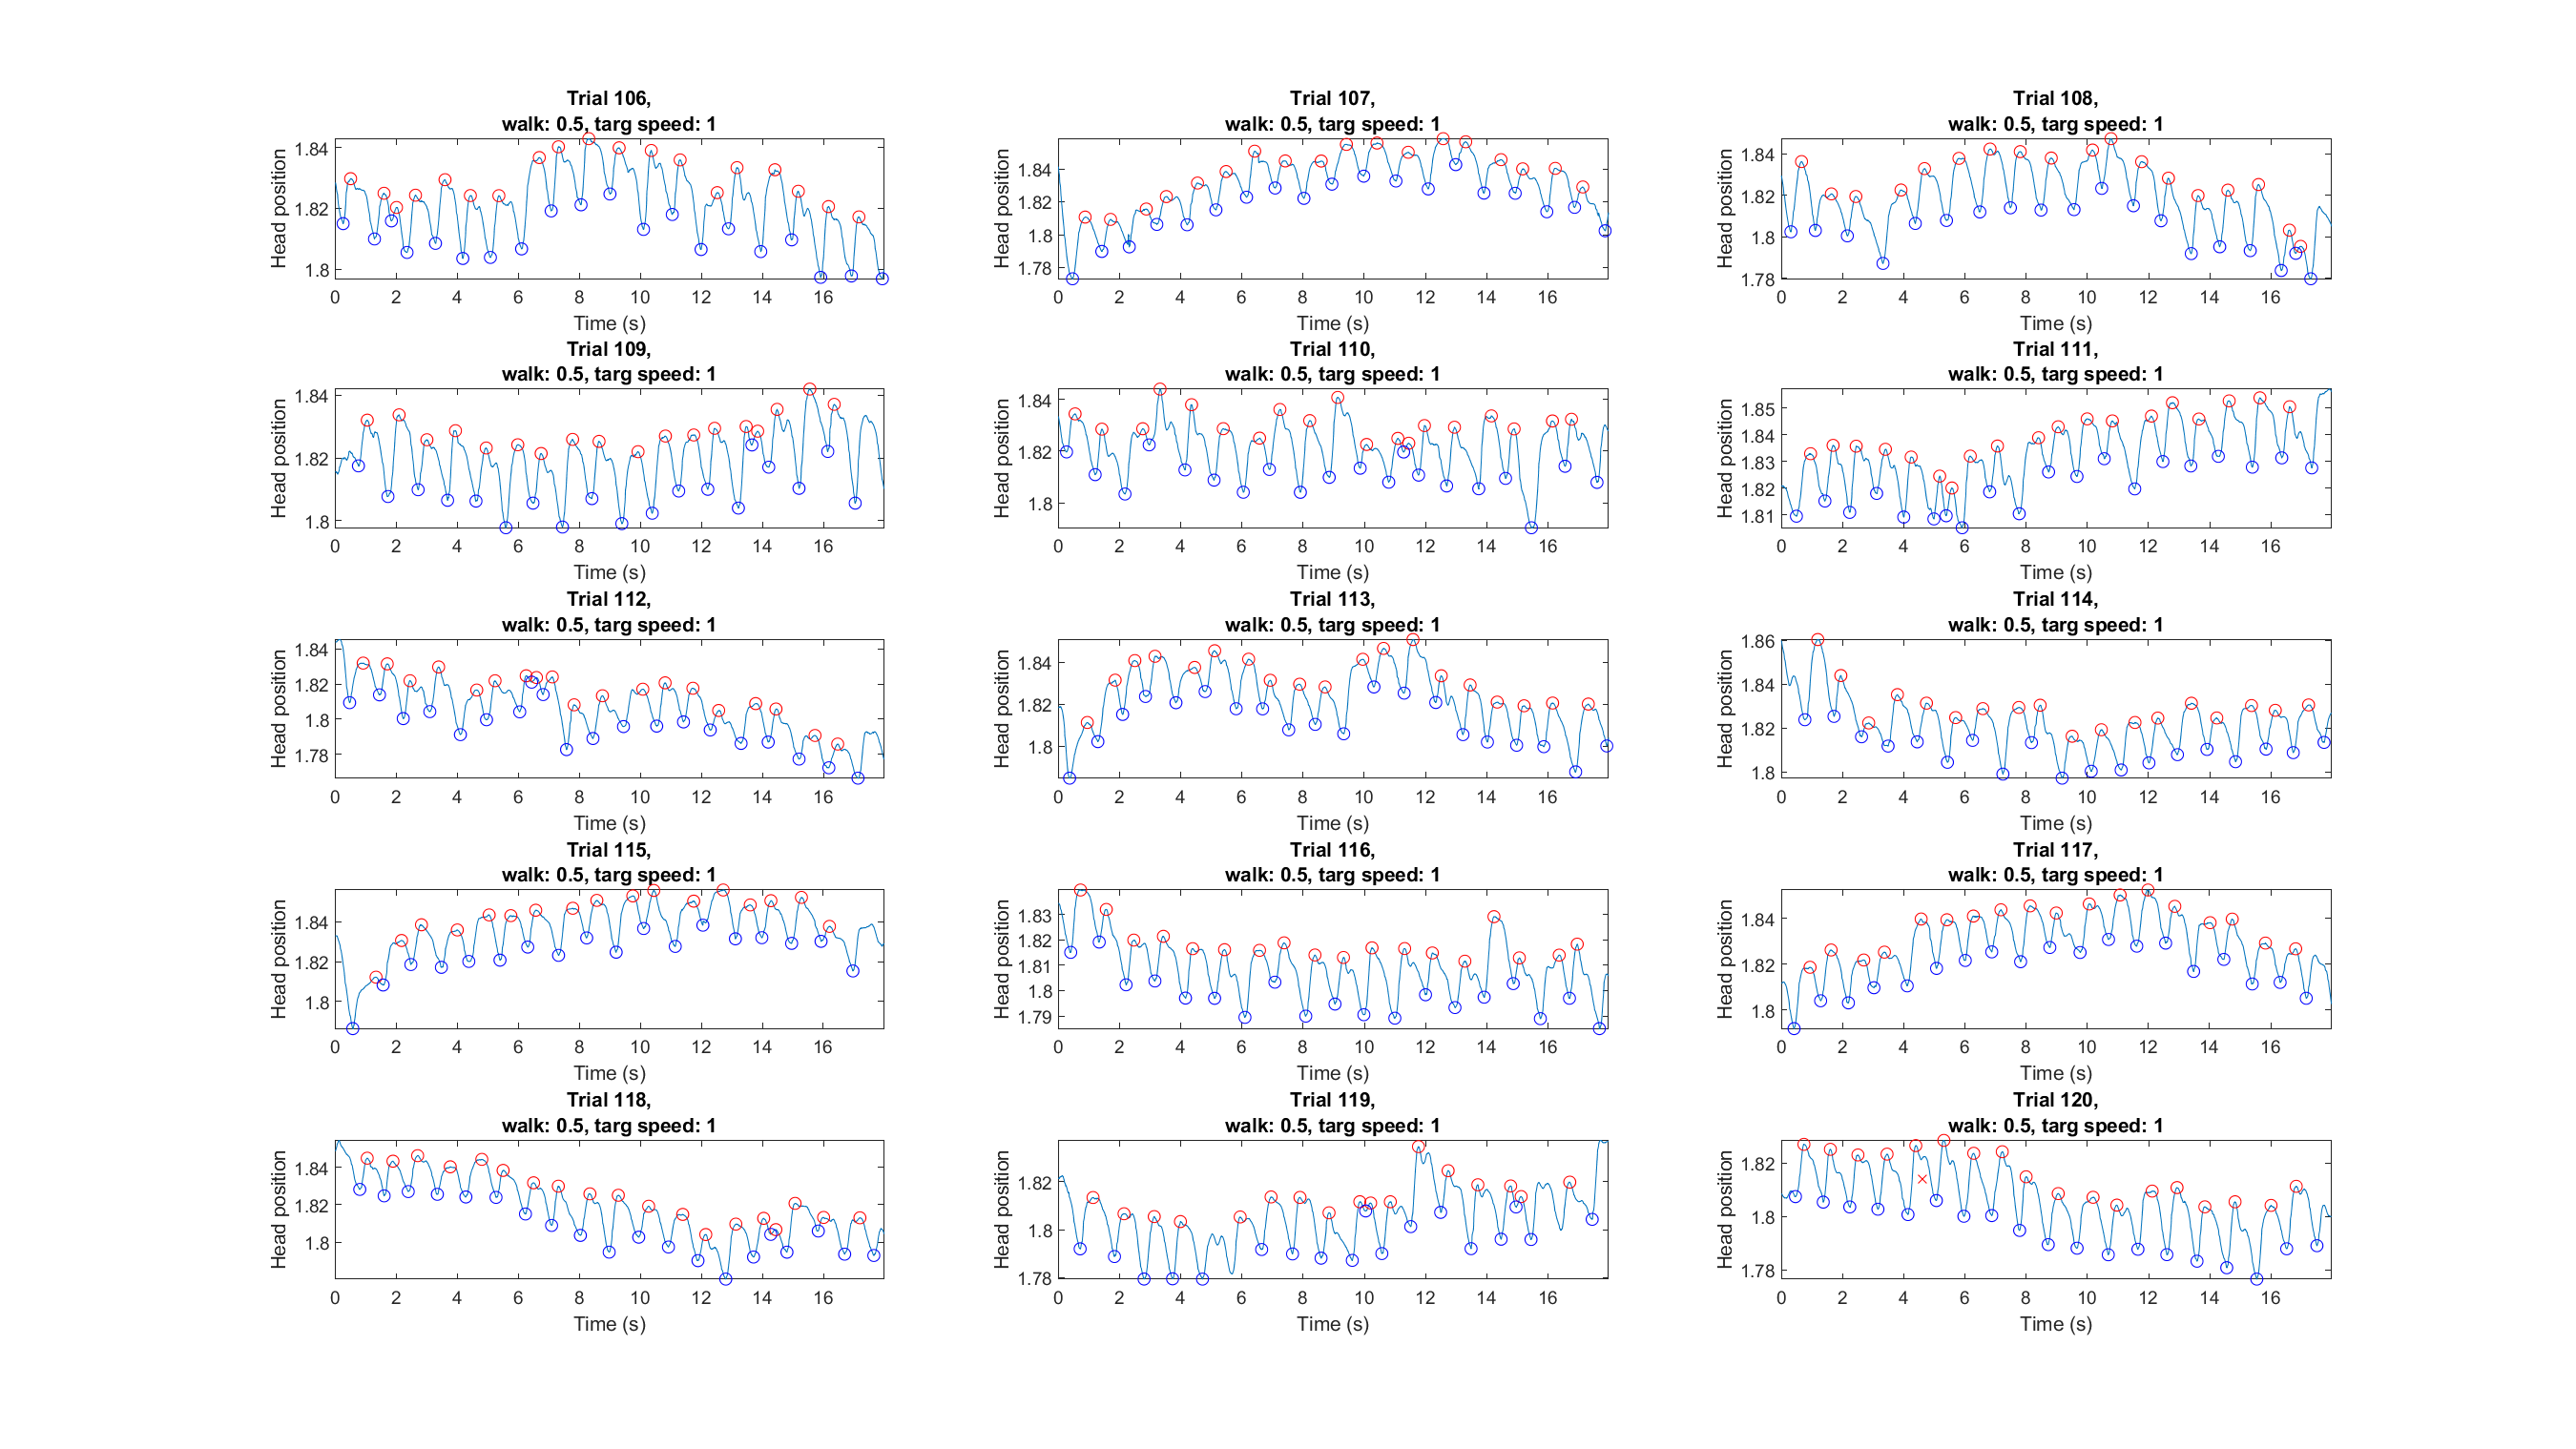 Trial 106,
walk: 0.5, targ speed: 1
Head position
1.84
1.82
1.8
0 2 4 6 8 10 12 14 16
Time (s)
Trial 107,
walk: 0.5, targ speed: 1
Head position
1.84
1.82
1.8
1.78
0 2 4 6 8 10 12 14 16
Time (s)
Trial 108,
walk: 0.5, targ speed: 1
Head position
1.84
1.82
1.8
1.78
0 2 4 6 8 10 12 14 16
Time (s)
Trial 109,
walk: 0.5, targ speed: 1
Head position
1.84
1.82
1.8
0 2 4 6 8 10 12 14 16
Time (s)
Trial 110,
walk: 0.5, targ speed: 1
Head position
1.84
1.82
1.8
0 2 4 6 8 10 12 14 16
Time (s)
Trial 111,
walk: 0.5, targ speed: 1
Head position
1.85
1.84
1.83
1.82
1.81
0 2 4 6 8 10 12 14 16
Time (s)
Trial 112,
walk: 0.5, targ speed: 1
Head position
1.84
1.82
1.8
1.78
0 2 4 6 8 10 12 14 16
Time (s)
Trial 113,
walk: 0.5, targ speed: 1
Head position
1.84
1.82
1.8
0 2 4 6 8 10 12 14 16
Time (s)
Trial 114,
walk: 0.5, targ speed: 1
Head position
1.86
1.84
1.82
1.8
0 2 4 6 8 10 12 14 16
Time (s)
Trial 115,
walk: 0.5, targ speed: 1
Head position
1.84
1.82
1.8
0 2 4 6 8 10 12 14 16
Time (s)
Trial 116,
walk: 0.5, targ speed: 1
Head position
1.83
1.82
1.81
1.8
1.79
0 2 4 6 8 10 12 14 16
Time (s)
Trial 117,
walk: 0.5, targ speed: 1
Head position
1.84
1.82
1.8
0 2 4 6 8 10 12 14 16
Time (s)
Trial 118,
walk: 0.5, targ speed: 1
Head position
1.84
1.82
1.8
0 2 4 6 8 10 12 14 16
Time (s)
Trial 119,
walk: 0.5, targ speed: 1
Head position
1.82
1.8
1.78
0 2 4 6 8 10 12 14 16
Time (s)
Trial 120,
walk: 0.5, targ speed: 1
Head position
1.82
1.8
1.78
0 2 4 6 8 10 12 14 16
Time (s)